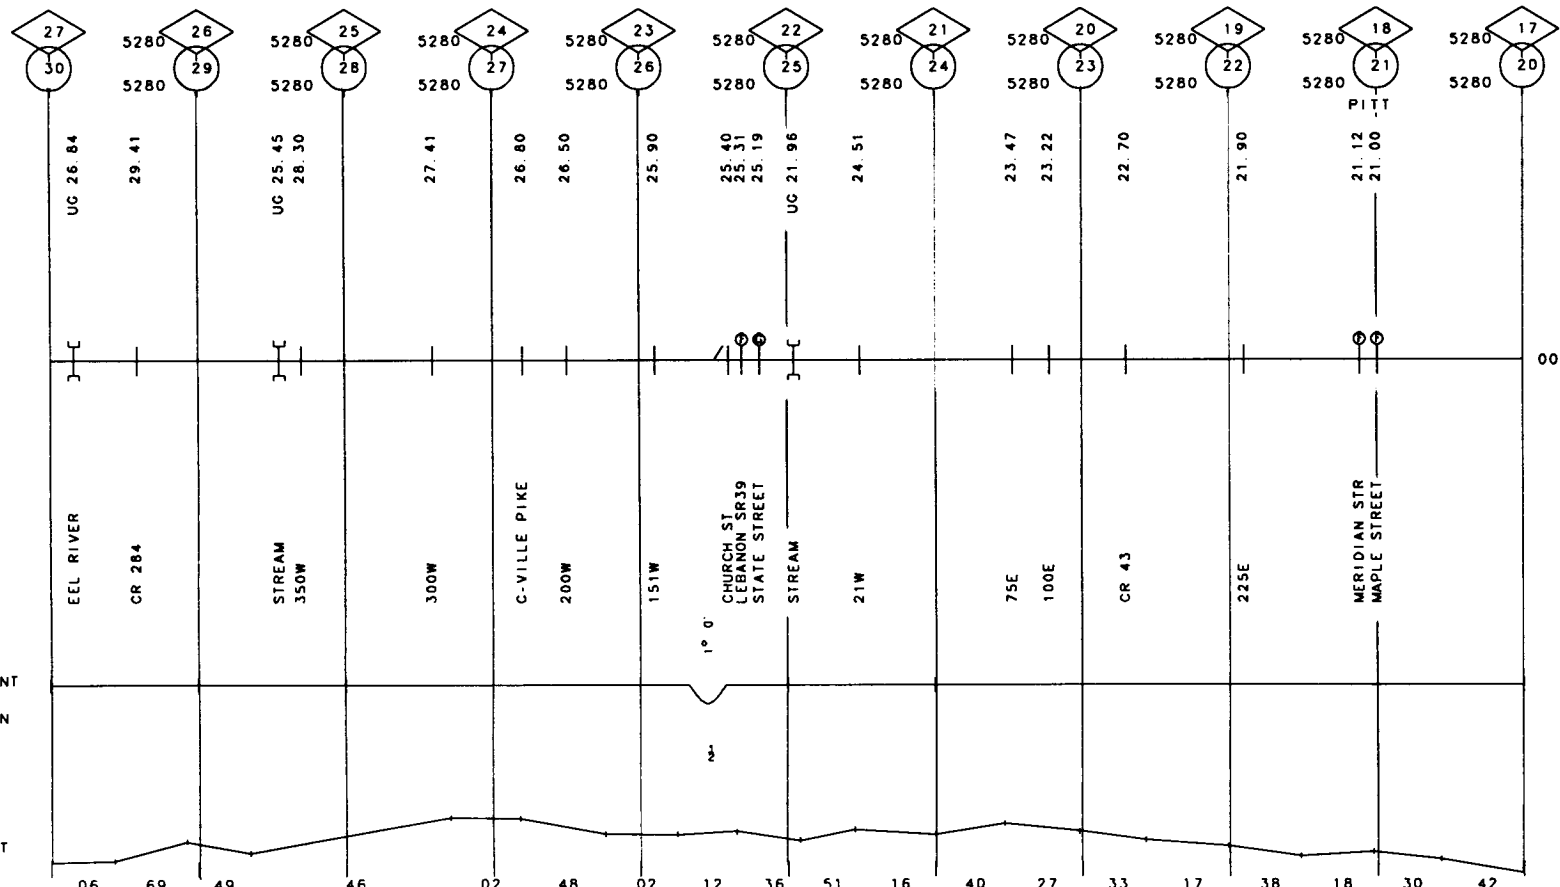 27 26 25 24 23 22 21 20 19 18 17
5280 5280 5280 5280 5280 5280 5280 5280 5280 5280
30 29 28 27 26 25 24 23 22 21 20
5280 5280 5280 5280 5280 5280 5280 5280 5280 5280
PITT
UG 26.84
29.41
UG 25.45
28.30
27.41
26.80
26.50
25.90
25.40
25.31
25.19
UG 21.96
24.51
23.47
23.22
22.70
21.90
21.12
21.00
00
EEL RIVER
CR 284
STREAM
350W
300W
C-VILLE PIKE
200W
151W
CHURCH ST
LEBANON SR39
STATE STREET
STREAM
21W
75E
100E
CR 43
225E
MERIDIAN STR
MAPLE STREET
1° 0'
NT
N
T
06 69 49 46 02 48 02 12 36 51 16 40 27 33 17 38 18 30 42